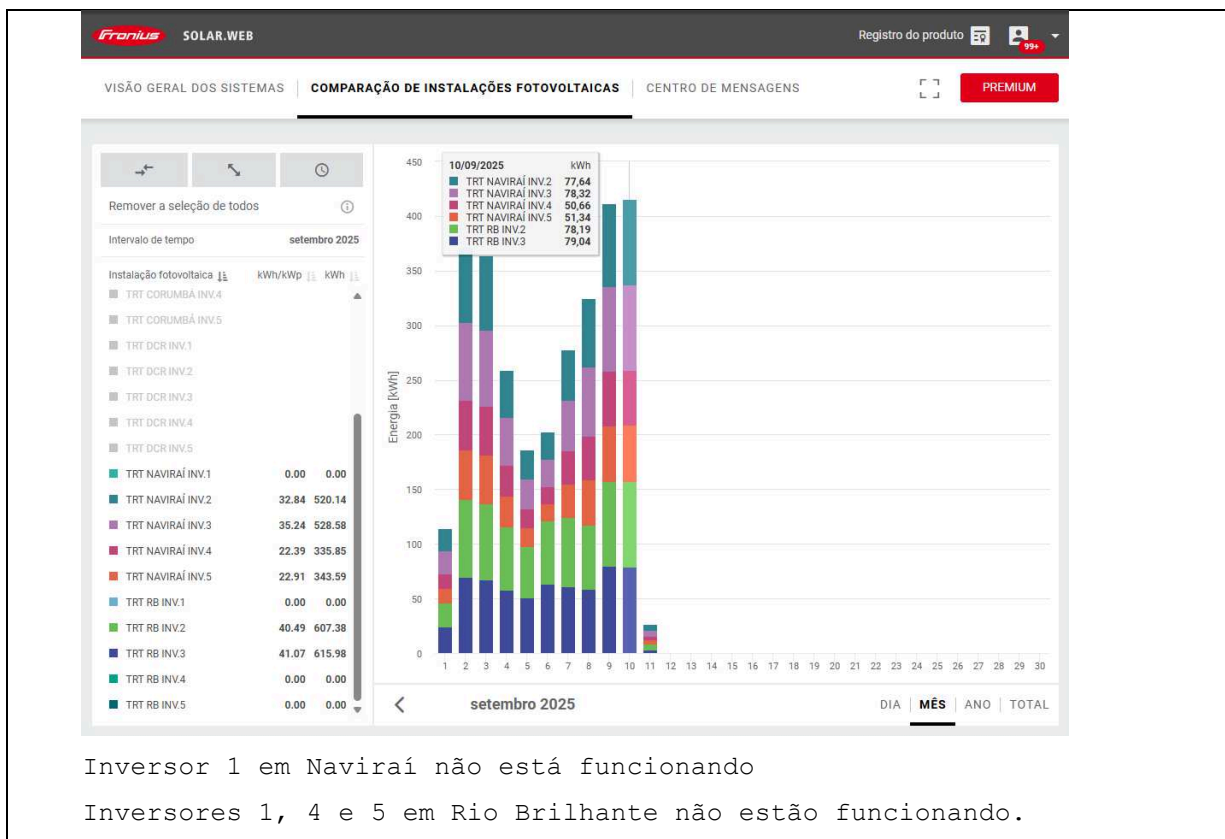 Fronius SOLAR.WEB Registro do produto 99+
VISÃO GERAL DOS SISTEMAS COMPARAÇÃO DE INSTALAÇÕES FOTOVOLTAICAS CENTRO DE MENSAGENS PREMIUM
Remover a seleção de todos
Intervalo de tempo setembro 2025
Instalação fotovoltaica kWh/kWp kWh
TRT CORUMBÁ INV.4
TRT CORUMBÁ INV.5
TRT DCR INV.1
TRT DCR INV.2
TRT DCR INV.3
TRT DCR INV.4
TRT DCR INV.5
TRT NAVIRAÍ INV.1 0.00 0.00
TRT NAVIRAÍ INV.2 32.84 520.14
TRT NAVIRAÍ INV.3 35.24 528.58
TRT NAVIRAÍ INV.4 22.39 335.85
TRT NAVIRAÍ INV.5 22.91 343.59
TRT RB INV.1 0.00 0.00
TRT RB INV.2 40.49 607.38
TRT RB INV.3 41.07 615.98
TRT RB INV.4 0.00 0.00
TRT RB INV.5 0.00 0.00
10/09/2025 kWh
TRT NAVIRAÍ INV.2 77,64
TRT NAVIRAÍ INV.3 78,32
TRT NAVIRAÍ INV.4 50,66
TRT NAVIRAÍ INV.5 51,34
TRT RB INV.2 78,19
TRT RB INV.3 79,04
Energia [kWh]
450
400
350
300
250
200
150
100
50
0
1 2 3 4 5 6 7 8 9 10 11 12 13 14 15 16 17 18 19 20 21 22 23 24 25 26 27 28 29 30
setembro 2025 DIA MÊS ANO TOTAL
Inversor 1 em Naviraí não está funcionando
Inversores 1, 4 e 5 em Rio Brilhante não estão funcionando.